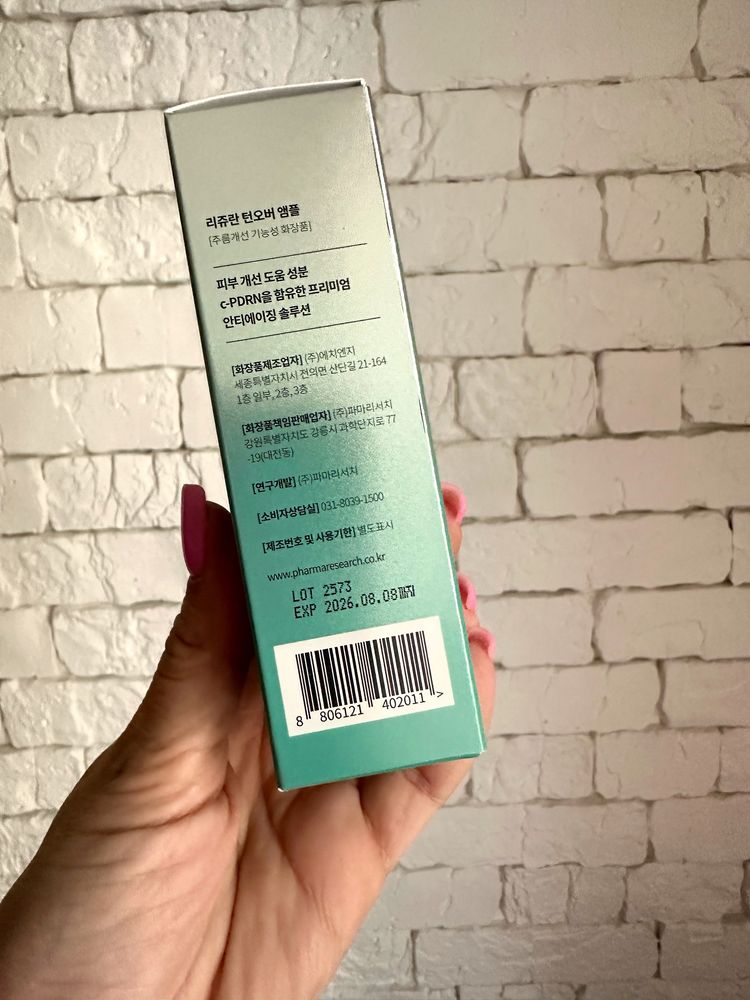 리쥬란 턴오버 앰플
[주름개선 기능성 화장품]
피부 개선 도움 성분
c-PDRN을 함유한 프리미엄
안티에이징 솔루션
[화장품제조업자] (주)에치엔지
세종특별자치시 전의면 산단길 22-164
1층 일부, 2층, 3층
[화장품책임판매업자] (주)파마리서치
강원특별자치도 강릉시 과학단지로 77
-19(대전동)
[연구개발] (주)파마리서치
[소비자상담실] 031-8039-1500
[제조번호 및 사용기한] 별도표시
www.pharmaresearch.co.kr
LOT 2573
EXP 2026.08.08까지
8 806121 402011 >